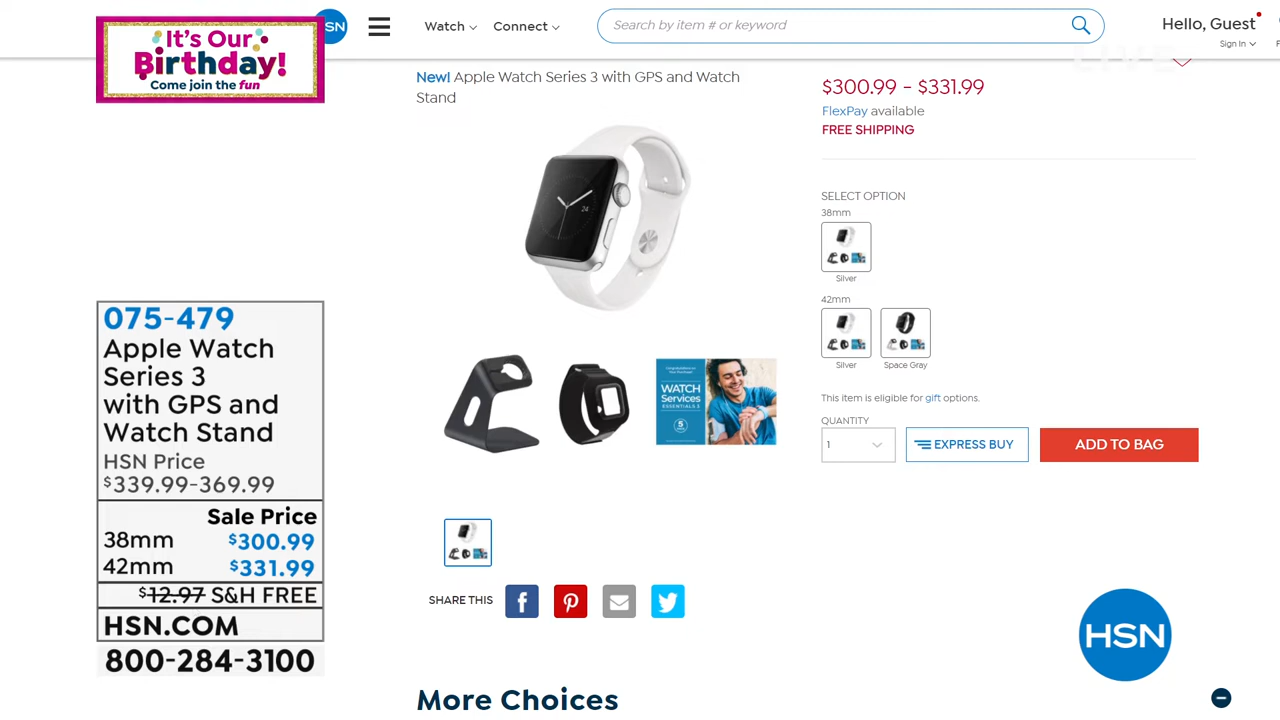 It's Our
Birthday!
Come join the fun
SN
Watch
Connect
Search by item # or keyword
Hello, Guest
Sign In
LIVE
New! Apple Watch Series 3 with GPS and Watch
Stand
$300.99 - $331.99
FlexPay available
FREE SHIPPING
SELECT OPTION
38mm
Silver
42mm
Silver
Space Gray
This item is eligible for gift options.
QUANTITY
1
EXPRESS BUY
ADD TO BAG
24
WATCH
Services
ESSENTIALS 3
5
SHARE THIS
075-479
Apple Watch
Series 3
with GPS and
Watch Stand
HSN Price
$339.99-369.99
Sale Price
38mm $300.99
42mm $331.99
$12.97 S&H FREE
HSN.COM
800-284-3100
HSN
More Choices